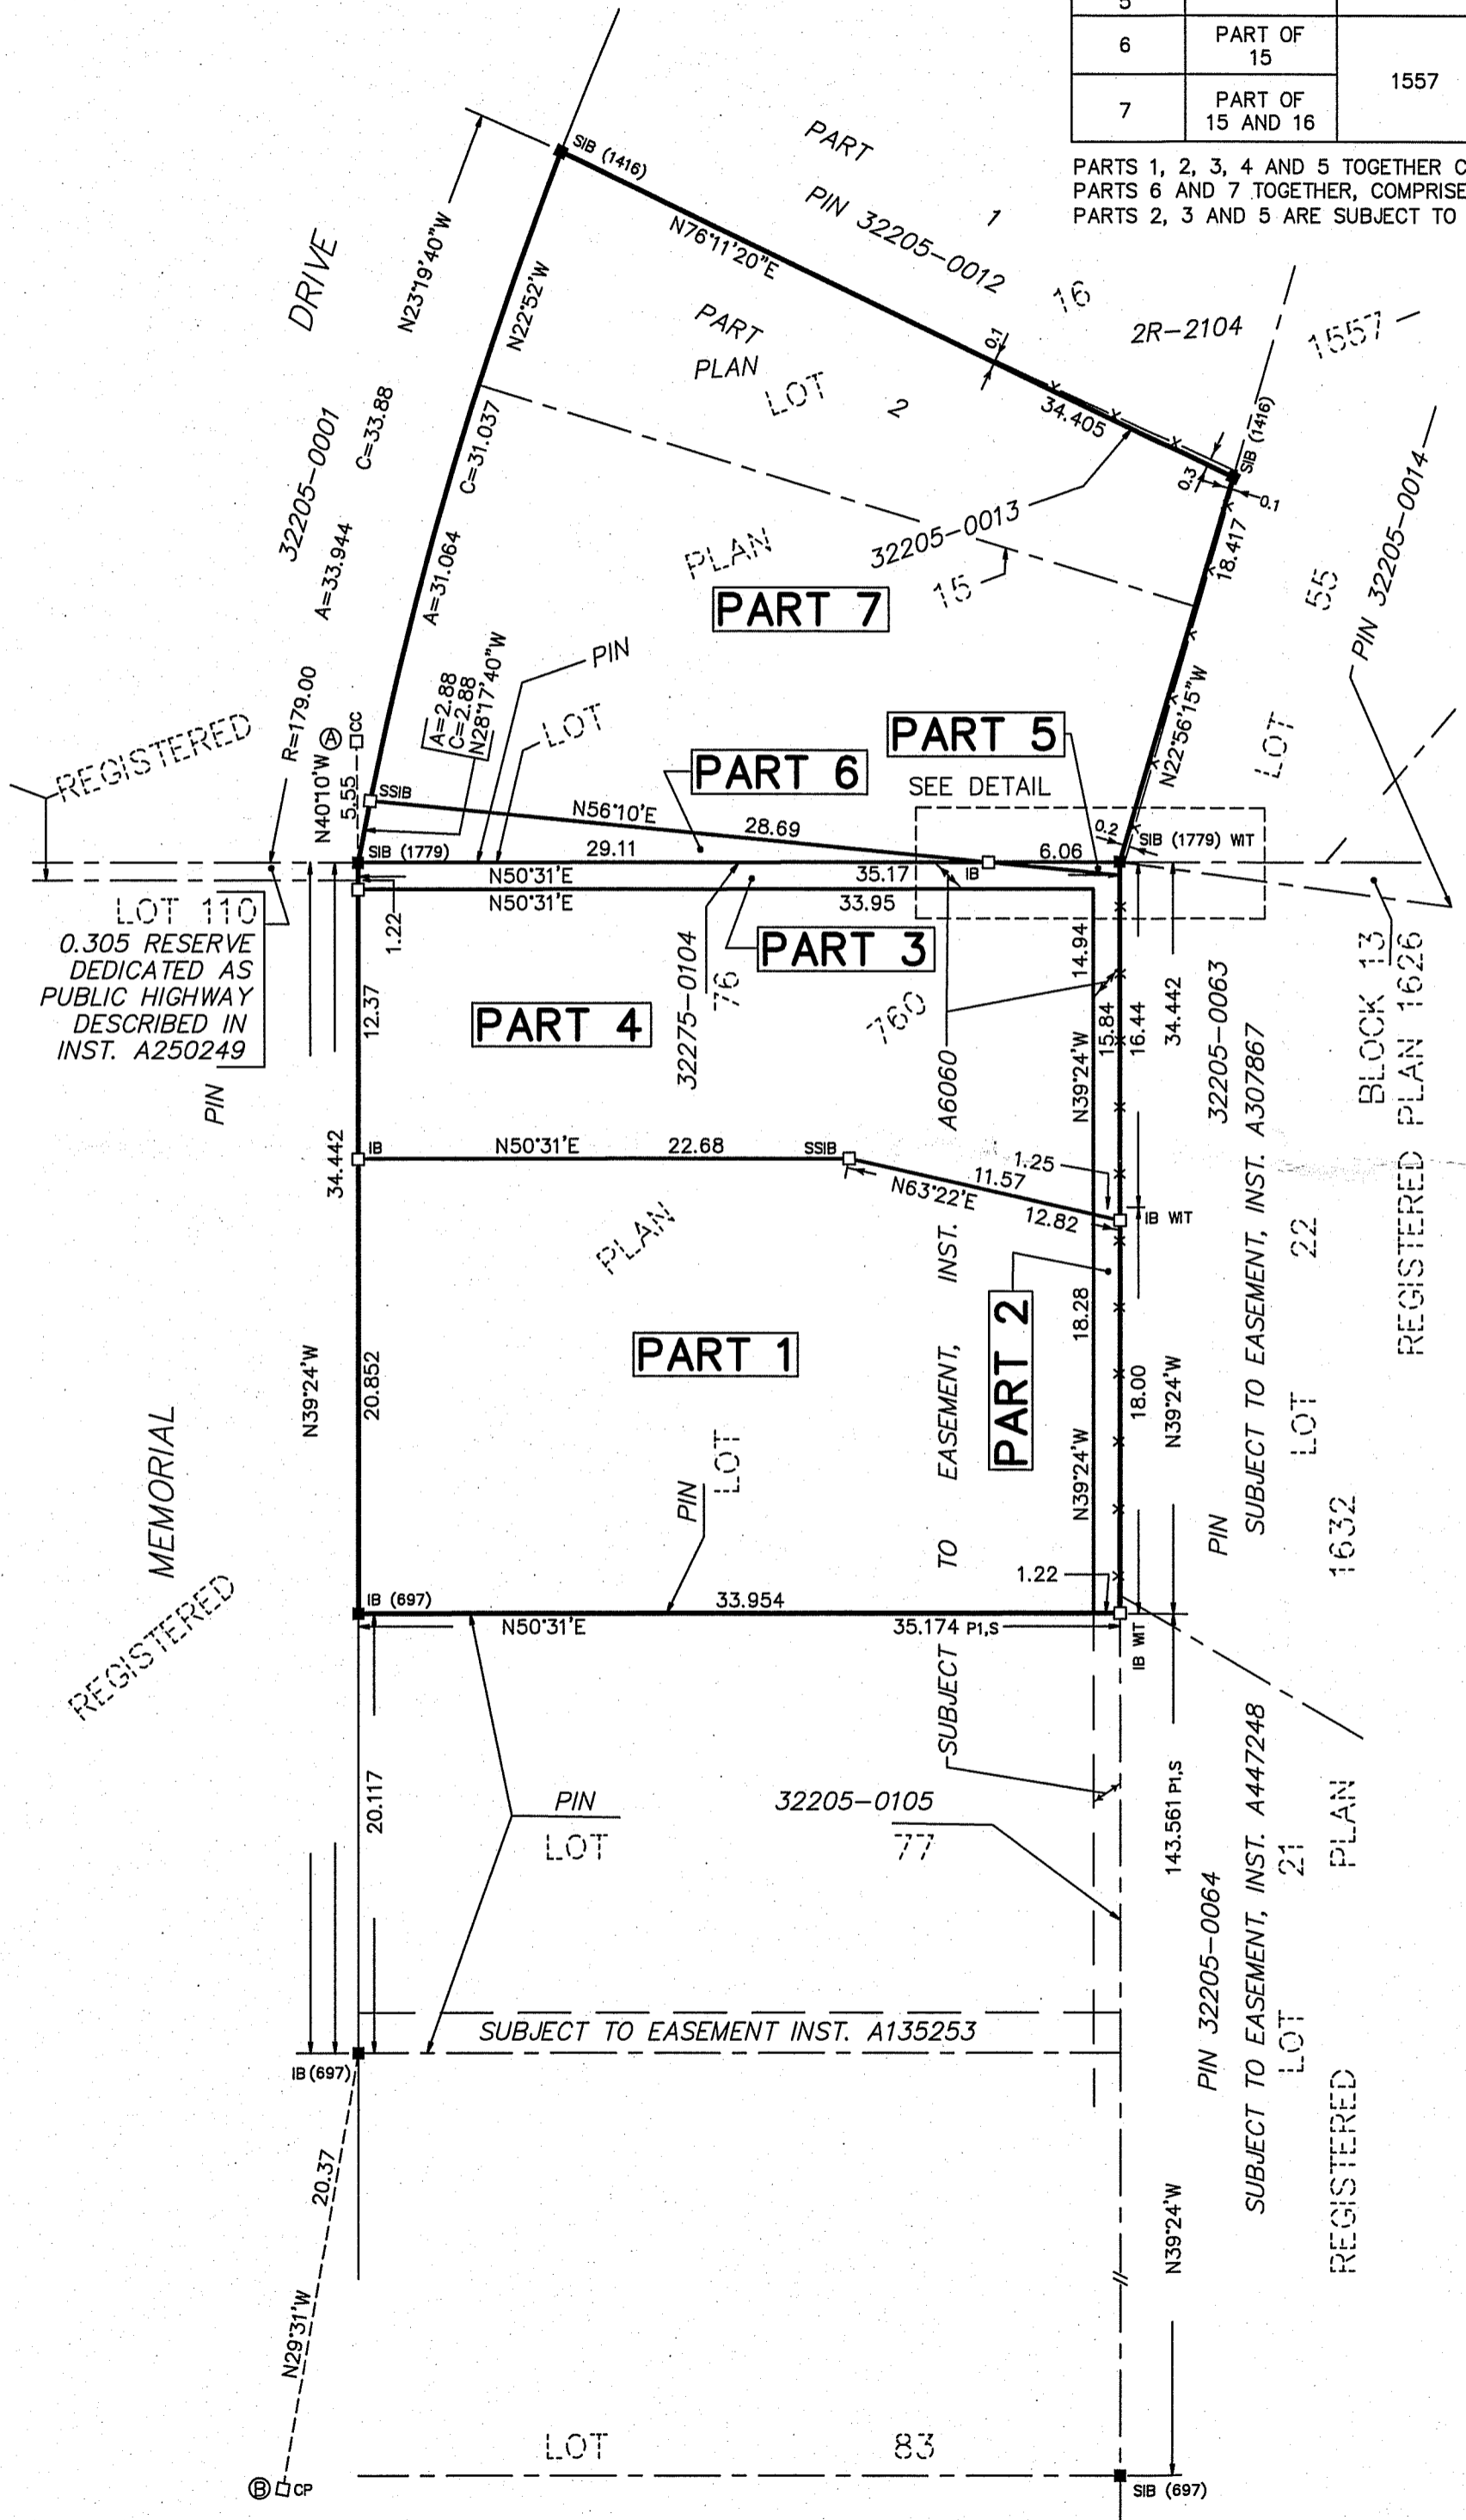 5
6
PART OF
15
1557
7
PART OF
15 AND 16
PARTS 1, 2, 3, 4 AND 5 TOGETHER C
PARTS 6 AND 7 TOGETHER, COMPRISE
PARTS 2, 3 AND 5 ARE SUBJECT TO
SIB (1416)
PART
1
PIN 32205-0012
16
2R-2104
1557
N76°11'20"E
N23°19'40"W
DRIVE
N22°52'W
PART
PLAN
LOT
2
0.1
34.405
SIB (1416)
0.3
0.1
32205-0001
C=33.88
C=31.037
A=33.944
A=31.064
PLAN
32205-0013
15
18.417
55
PIN 32205-0014
PART 7
PIN
R=179.00
A=2.88
C=2.88
N28°17'40"W
LOT
N22°56'15"W
LOT
REGISTERED
N40°10'W
A
CC
5.55
SSIB
PART 6
PART 5
SEE DETAIL
N56°10'E
28.69
0.2
SIB (1779) WIT
SIB (1779)
29.11
6.06
IB
N50°31'E
35.17
N50°31'E
33.95
1.22
LOT 110
0.305 RESERVE
DEDICATED AS
PUBLIC HIGHWAY
DESCRIBED IN
INST. A250249
PIN
PART 3
32275-0104
76
760
A6060
14.94
15.84
16.44
34.442
N39°24'W
32205-0063
PIN
SUBJECT TO EASEMENT, INST. A307867
BLOCK 13
REGISTERED PLAN 1626
12.37
PART 4
34.442
IB
N50°31'E
22.68
SSIB
11.57
1.25
N63°22'E
12.82
IB WIT
PLAN
INST.
EASEMENT,
TO
SUBJECT
PART 2
18.28
18.00
N39°24'W
N39°24'W
22
LOT
1632
PART 1
N39°24'W
20.852
MEMORIAL
REGISTERED
PIN
LOT
1.22
IB (697)
33.954
N50°31'E
35.174 P1,S
IB WIT
20.117
PIN
LOT
32205-0105
77
143.561 P1,S
PIN 32205-0064
SUBJECT TO EASEMENT, INST. A447248
LOT
21
PLAN
REGISTERED
SUBJECT TO EASEMENT INST. A135253
IB (697)
20.37
N29°31'W
N39°24'W
LOT
83
B
CP
SIB (697)